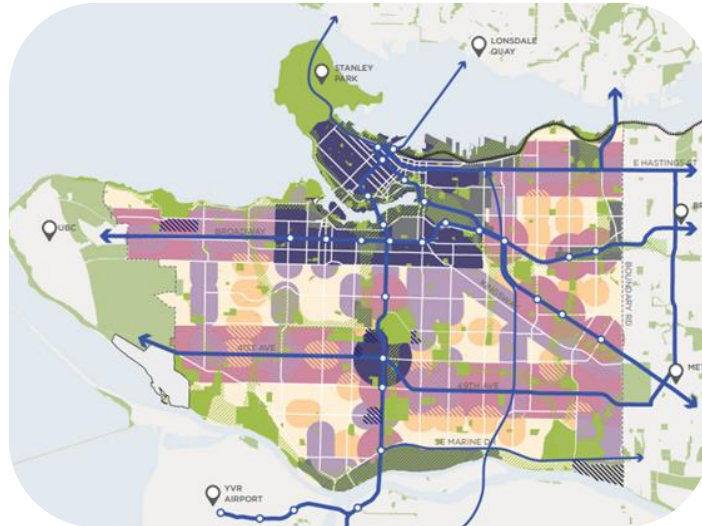 LONSDALE
QUAY
STANLEY
PARK
E HASTINGS ST
UBC
BROADWAY
KINGSWAY
BOUNDARY RD
41ST AVE
49TH AVE
SE MARINE DR
YVR
AIRPORT